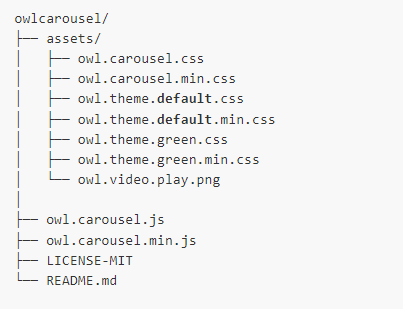 owlcarousel/
├── assets/
│   ├── owl.carousel.css
│   ├── owl.carousel.min.css
│   ├── owl.theme.default.css
│   ├── owl.theme.default.min.css
│   ├── owl.theme.green.css
│   ├── owl.theme.green.min.css
│   └── owl.video.play.png
│
├── owl.carousel.js
├── owl.carousel.min.js
├── LICENSE-MIT
└── README.md